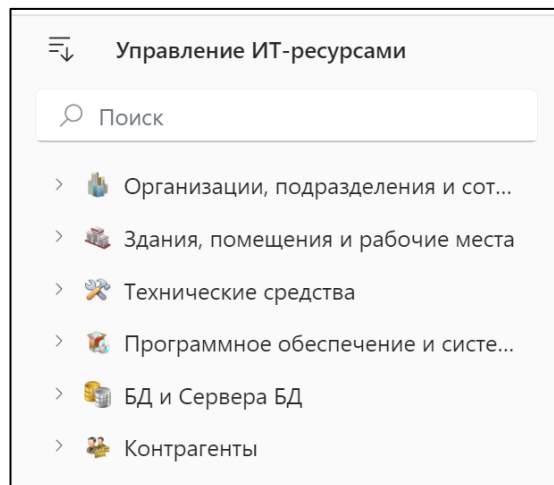 Управление ИТ-ресурсами
Поиск
Организации, подразделения и сот...
Здания, помещения и рабочие места
Технические средства
Программное обеспечение и систе...
БД и Сервера БД
Контрагенты